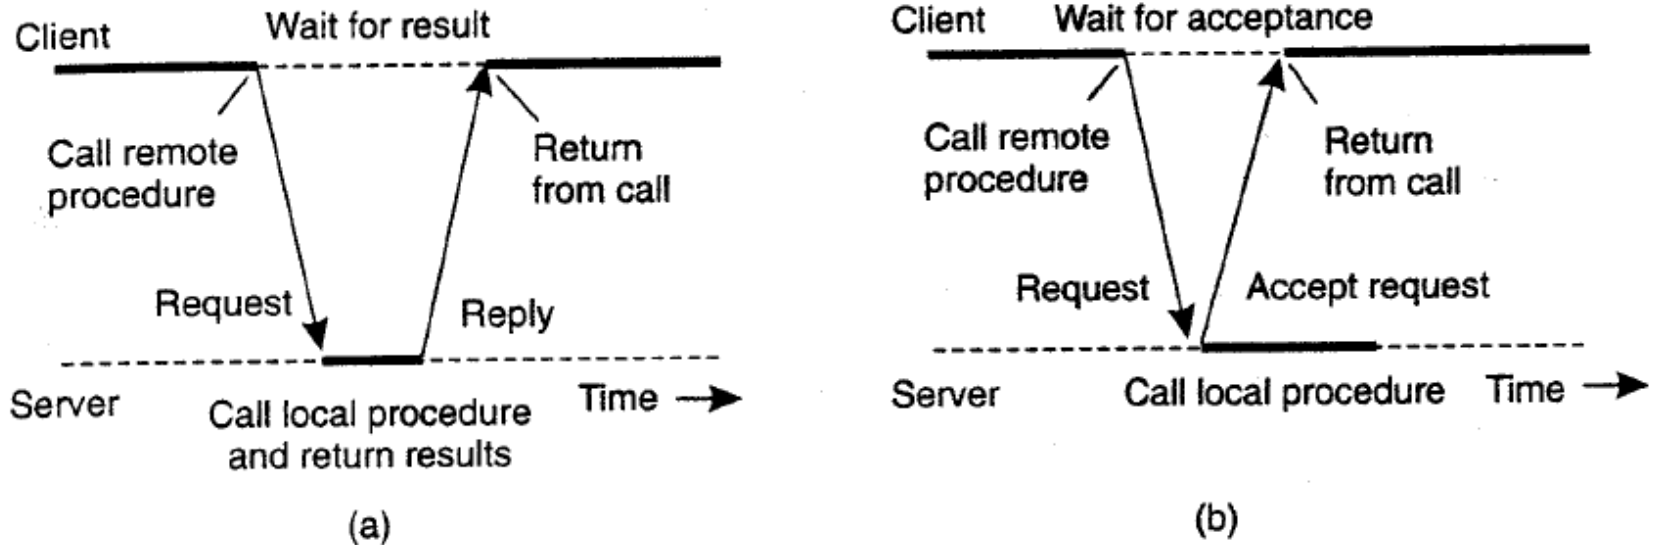 Client
Wait for result
Call remote
procedure
Return
from call
Request
Reply
Server
Call local procedure
and return results
Time
(a)
Client
Wait for acceptance
Call remote
procedure
Return
from call
Request
Accept request
Server
Call local procedure
Time
(b)